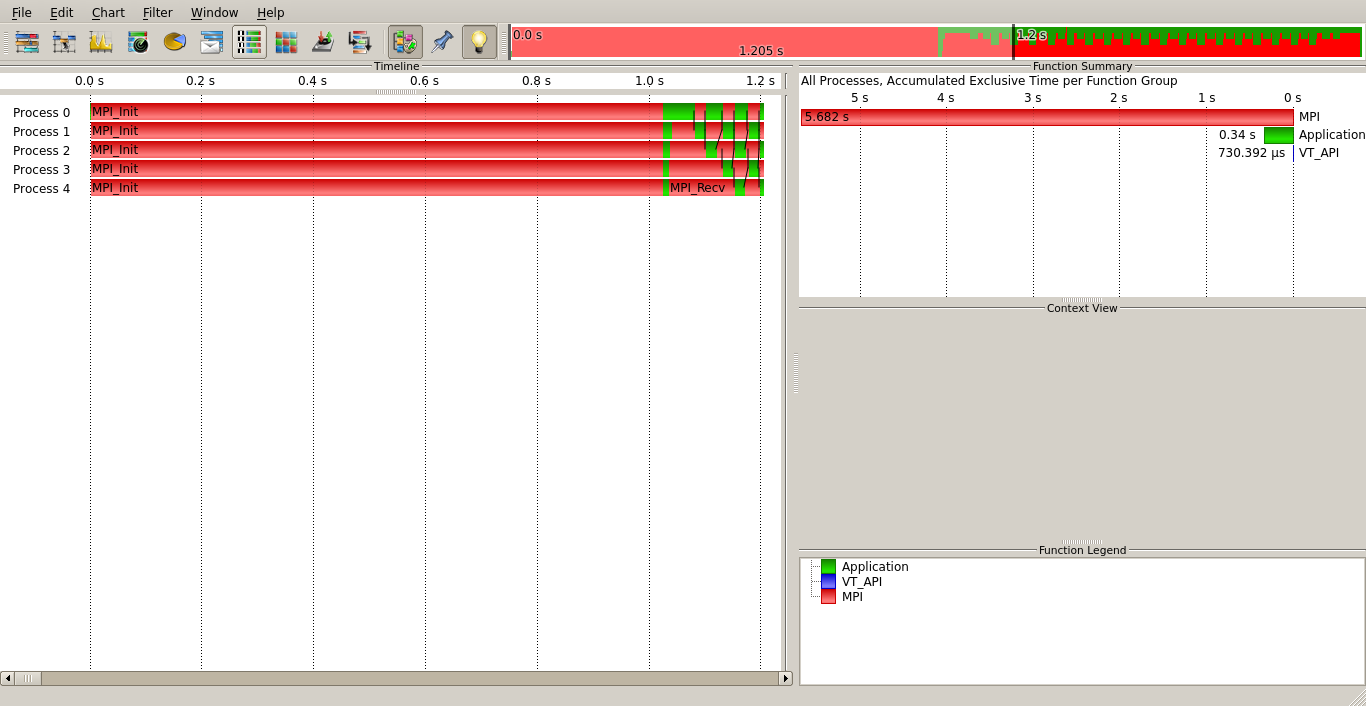 File Edit Chart Filter Window Help
0.0 s 1.2 s
1.205 s
Timeline
0.0 s 0.2 s 0.4 s 0.6 s 0.8 s 1.0 s 1.2 s
Process 0 MPI_Init
Process 1 MPI_Init
Process 2 MPI_Init
Process 3 MPI_Init
Process 4 MPI_Init MPI_Recv
Function Summary
All Processes, Accumulated Exclusive Time per Function Group
5 s 4 s 3 s 2 s 1 s 0 s
5.682 s MPI
0.34 s Application
730.392 µs VT_API
Context View
Function Legend
Application
VT_API
MPI